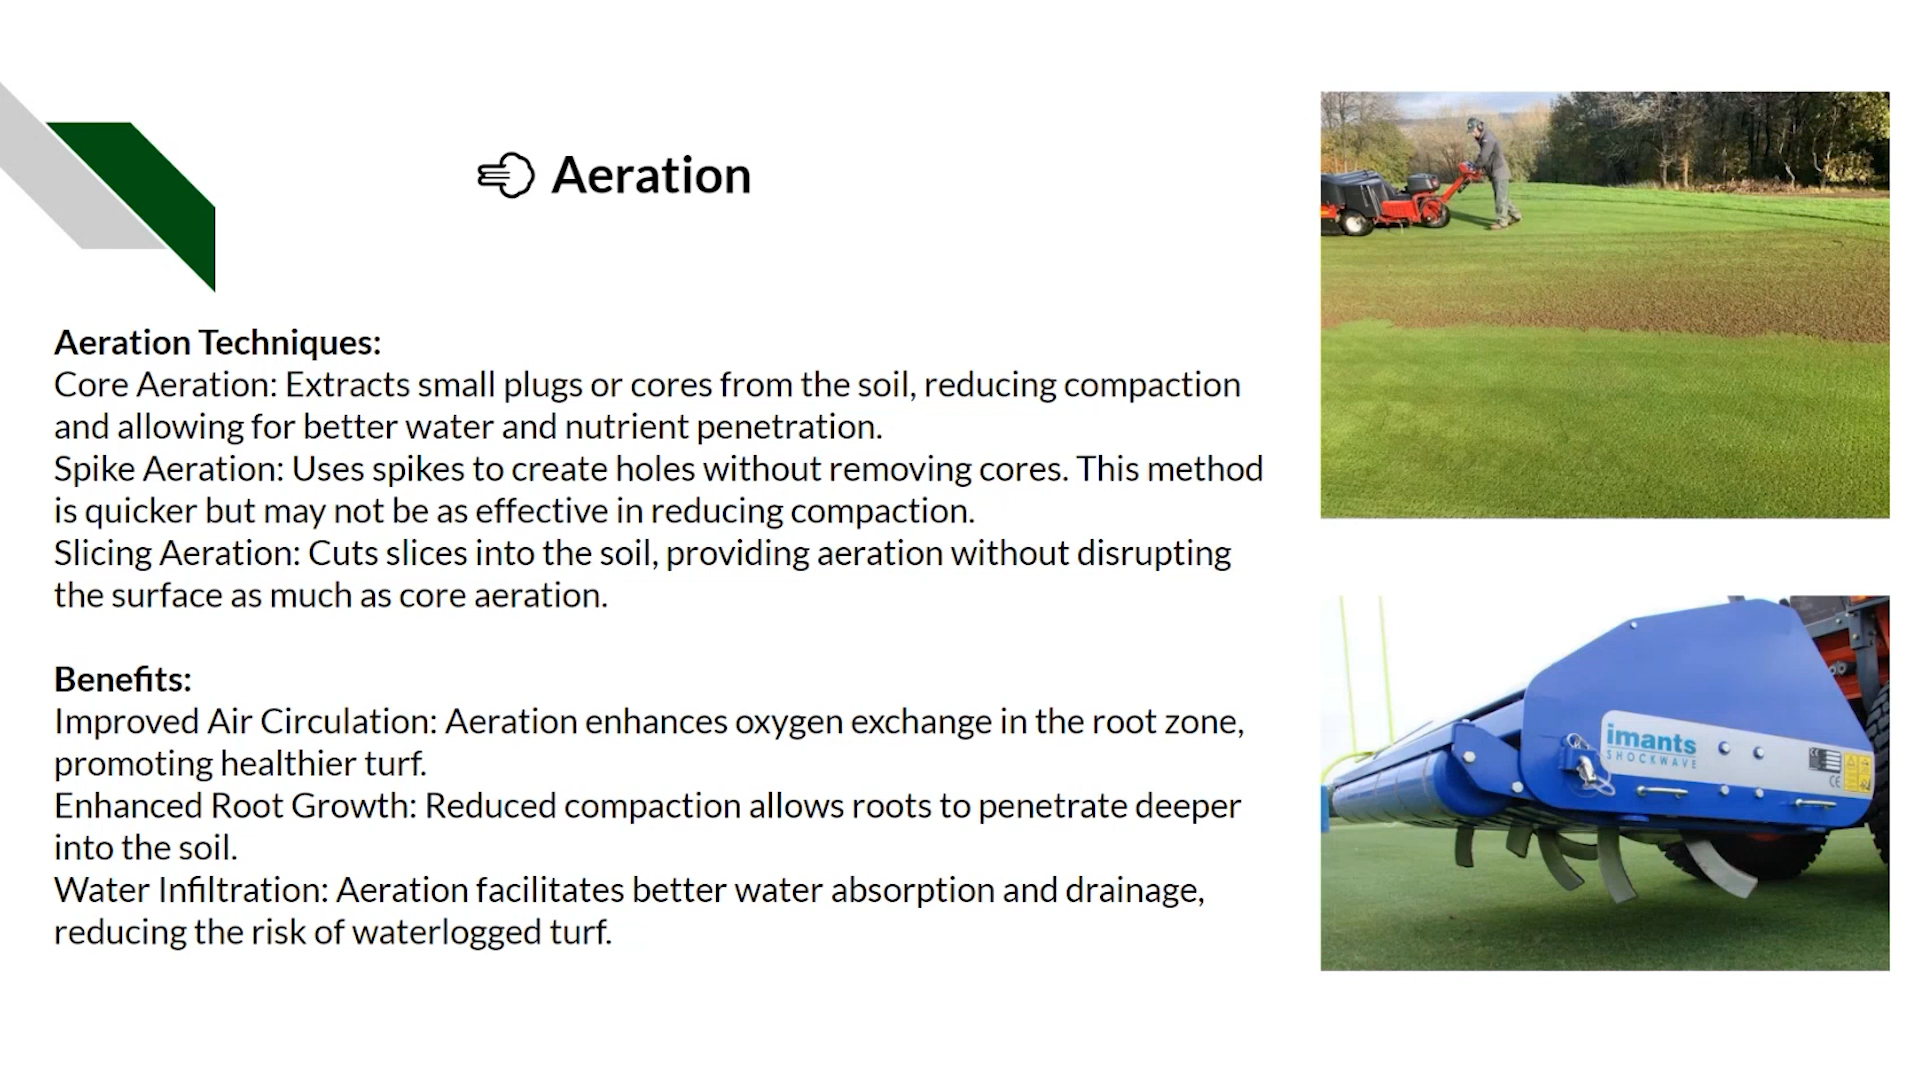 Aeration
Aeration Techniques:
Core Aeration: Extracts small plugs or cores from the soil, reducing compaction
and allowing for better water and nutrient penetration.
Spike Aeration: Uses spikes to create holes without removing cores. This method
is quicker but may not be as effective in reducing compaction.
Slicing Aeration: Cuts slices into the soil, providing aeration without disrupting
the surface as much as core aeration.
Benefits:
Improved Air Circulation: Aeration enhances oxygen exchange in the root zone,
promoting healthier turf.
Enhanced Root Growth: Reduced compaction allows roots to penetrate deeper
into the soil.
Water Infiltration: Aeration facilitates better water absorption and drainage,
reducing the risk of waterlogged turf.
imants
SHOCKWAVE
CE